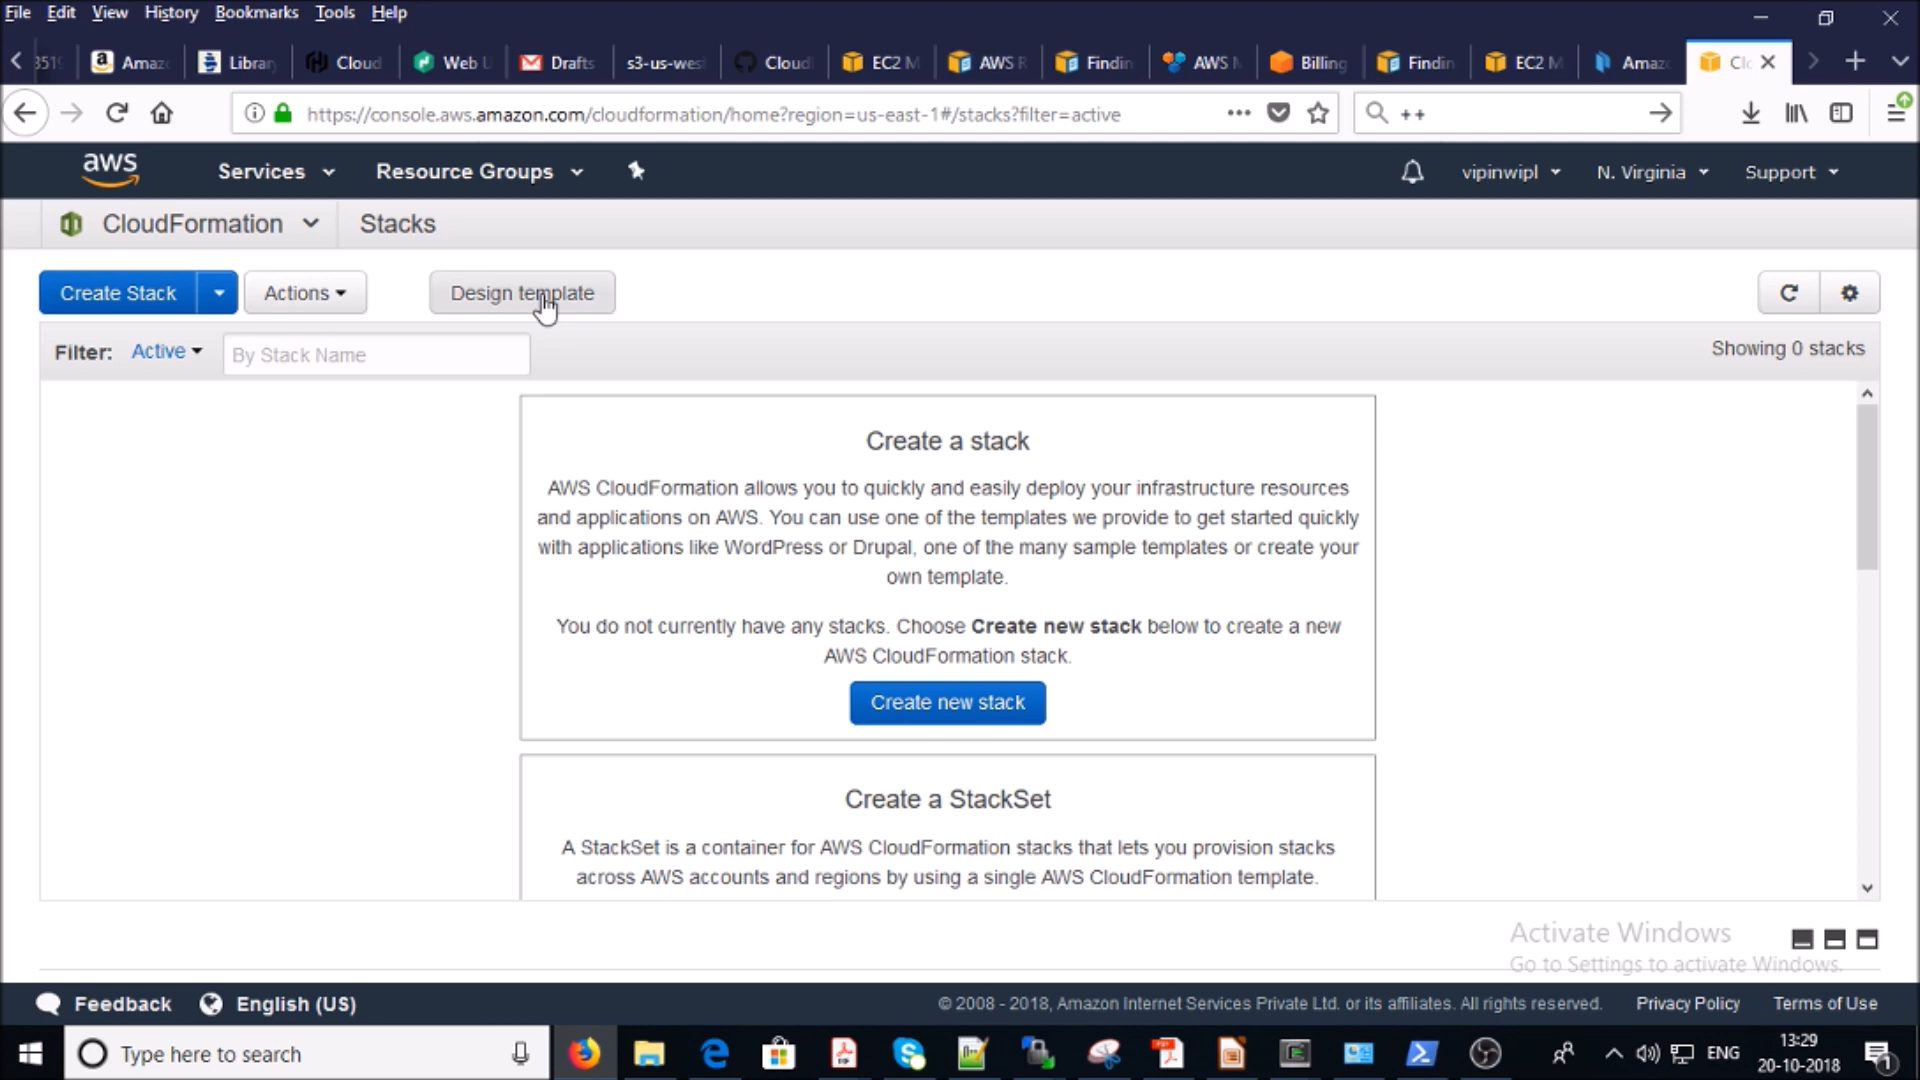 File Edit View History Bookmarks Tools Help
3519 Amaz Librar Cloud Web U Drafts s3-us-wes Cloud EC2 M AWS R Findin AWS M Billing Findin EC2 M Amaz Clo
https://console.aws.amazon.com/cloudformation/home?region=us-east-1#/stacks?filter=active ++
aws Services Resource Groups vipinwipl N. Virginia Support
CloudFormation Stacks
Create Stack Actions Design template
Filter: Active By Stack Name Showing 0 stacks
Create a stack
AWS CloudFormation allows you to quickly and easily deploy your infrastructure resources
and applications on AWS. You can use one of the templates we provide to get started quickly
with applications like WordPress or Drupal, one of the many sample templates or create your
own template.
You do not currently have any stacks. Choose Create new stack below to create a new
AWS CloudFormation stack.
Create new stack
Create a StackSet
A StackSet is a container for AWS CloudFormation stacks that lets you provision stacks
across AWS accounts and regions by using a single AWS CloudFormation template.
Activate Windows
Go to Settings to activate Windows.
Feedback English (US) © 2008 - 2018, Amazon Internet Services Private Ltd. or its affiliates. All rights reserved. Privacy Policy Terms of Use
Type here to search ENG 13:29
20-10-2018 1